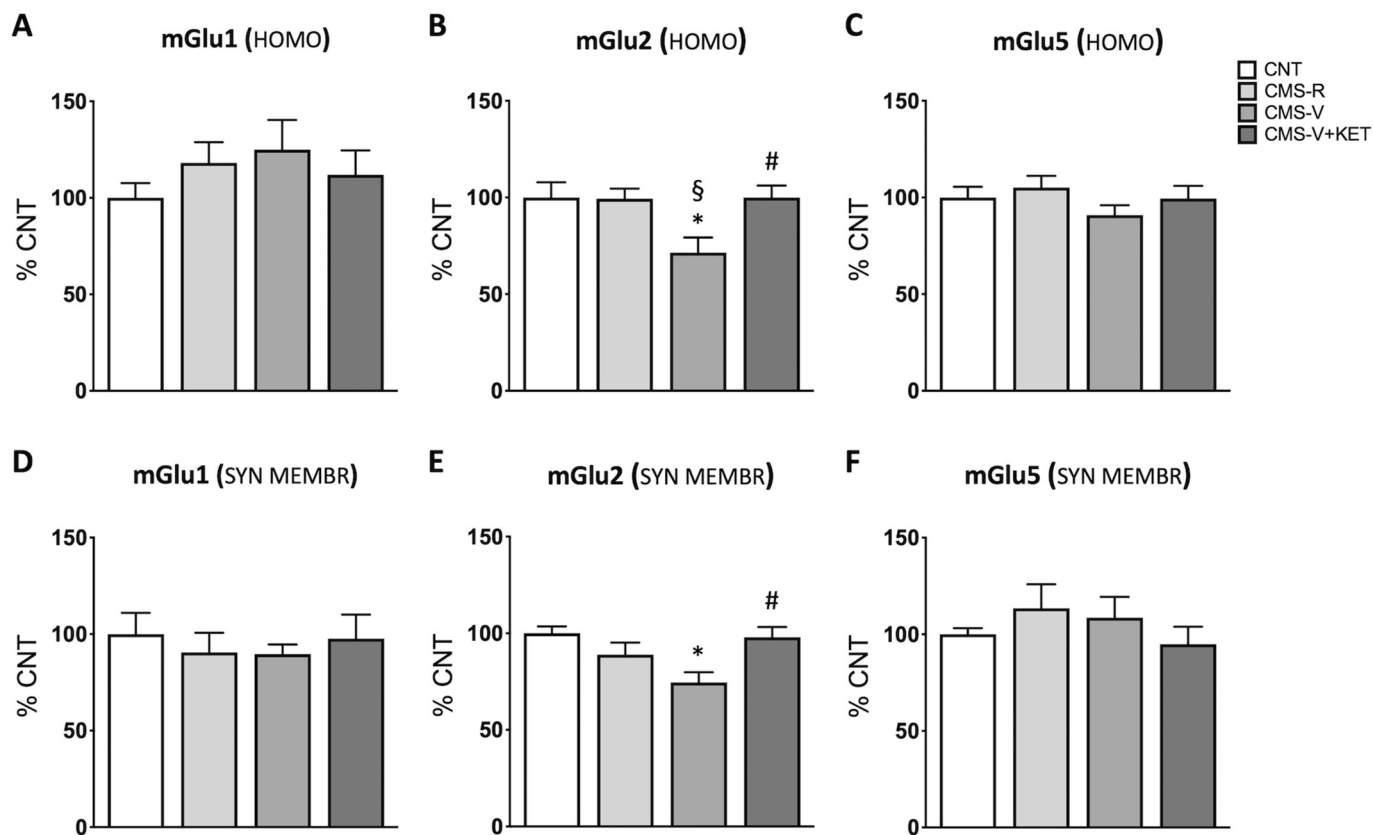 A
mGlu1 (HOMO)
150
100
50
0
% CNT
B
mGlu2 (HOMO)
150
100
50
0
% CNT
§
*
#
C
mGlu5 (HOMO)
150
100
50
0
% CNT
CNT
CMS-R
CMS-V
CMS-V+KET
D
mGlu1 (SYN MEMBR)
150
100
50
0
% CNT
E
mGlu2 (SYN MEMBR)
150
100
50
0
% CNT
*
#
F
mGlu5 (SYN MEMBR)
150
100
50
0
% CNT